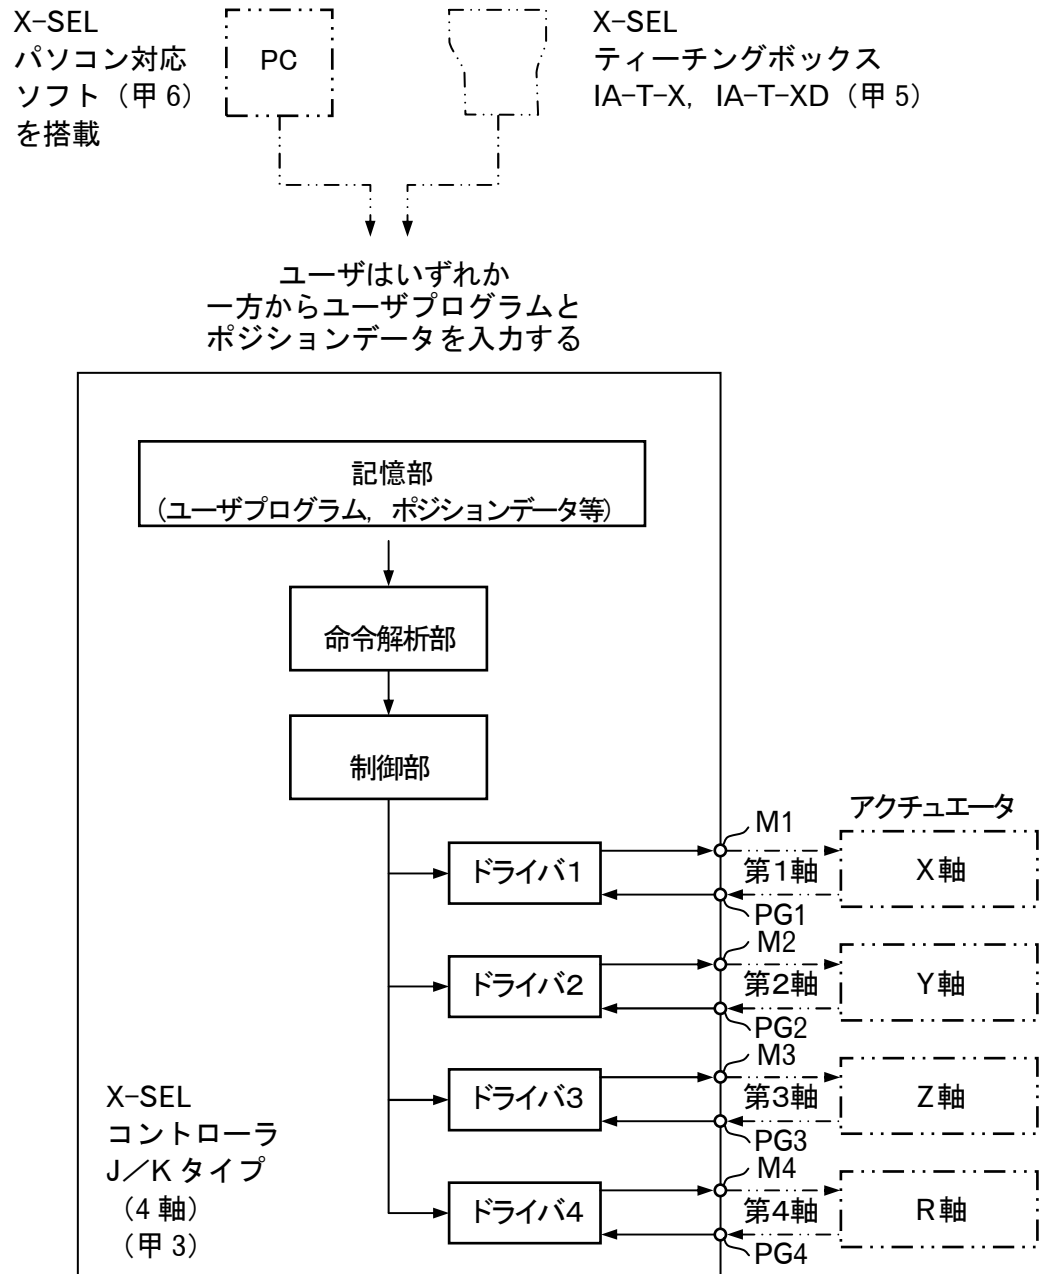 X-SEL
パソコン対応
ソフト（甲6）
を搭載
PC
X-SEL
ティーチングボックス
IA-T-X，IA-T-XD（甲5）
ユーザはいずれか
一方からユーザプログラムと
ポジションデータを入力する
記憶部
（ユーザプログラム，ポジションデータ等）
命令解析部
制御部
アクチュエータ
ドライバ1
M1
第1軸
PG1
X軸
ドライバ2
M2
第2軸
PG2
Y軸
ドライバ3
M3
第3軸
PG3
Z軸
ドライバ4
M4
第4軸
PG4
R軸
X-SEL
コントローラ
J／Kタイプ
（4軸）
（甲3）